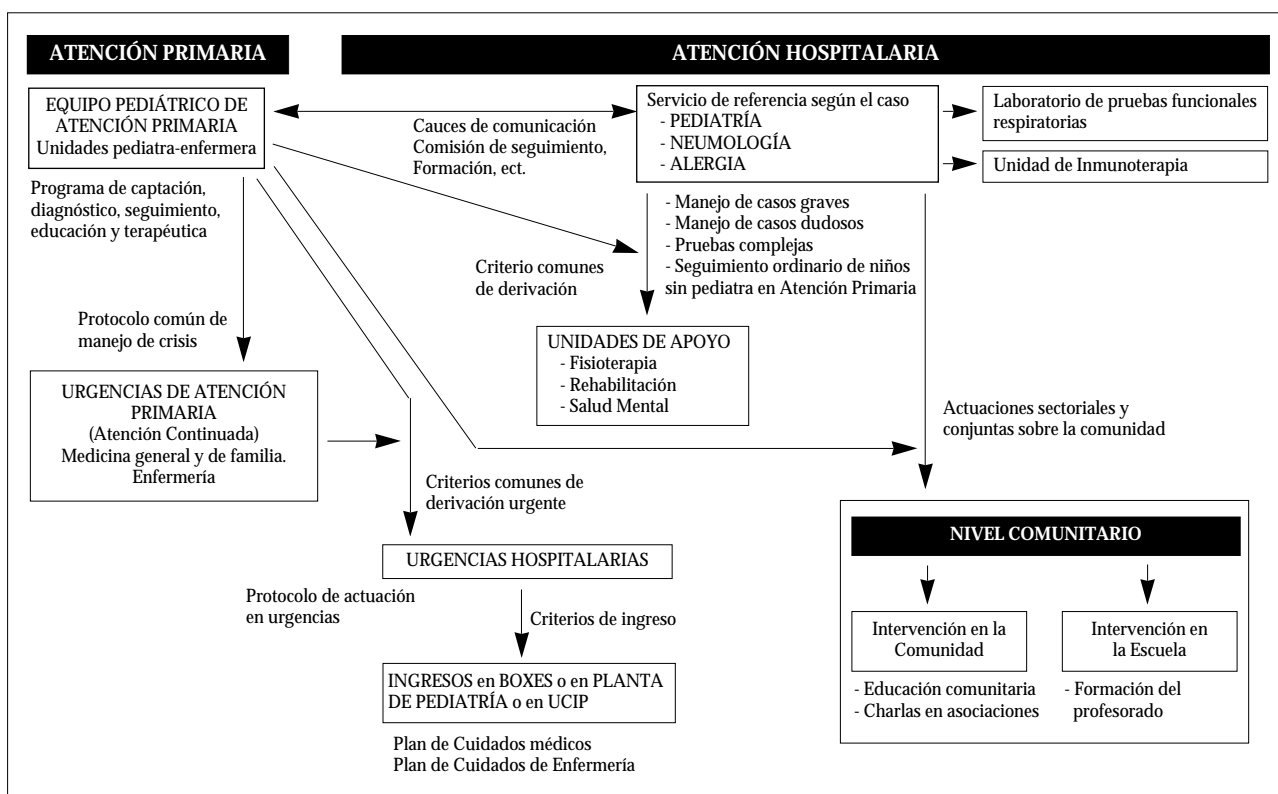 ATENCIÓN PRIMARIA
ATENCIÓN HOSPITALARIA
EQUIPO PEDIÁTRICO DE
ATENCIÓN PRIMARIA
Unidades pediatra-enfermera
Cauces de comunicación
Comisión de seguimiento,
Formación, ect.
Servicio de referencia según el caso
- PEDIATRÍA
- NEUMOLOGÍA
- ALERGIA
Laboratorio de pruebas funcionales
respiratorias
Unidad de Inmunoterapia
Programa de captación,
diagnóstico, seguimiento,
educación y terapéutica
- Manejo de casos graves
- Manejo de casos dudosos
- Pruebas complejas
- Seguimiento ordinario de niños
sin pediatra en Atención Primaria
Criterio comunes
de derivación
Protocolo común de
manejo de crisis
UNIDADES DE APOYO
- Fisioterapia
- Rehabilitación
- Salud Mental
URGENCIAS DE ATENCIÓN
PRIMARIA
(Atención Continuada)
Medicina general y de familia.
Enfermería
Actuaciones sectoriales y
conjuntas sobre la comunidad
Criterios comunes de
derivación urgente
URGENCIAS HOSPITALARIAS
Protocolo de actuación
en urgencias
Criterios de ingreso
INGRESOS en BOXES o en PLANTA
DE PEDIATRÍA o en UCIP
Plan de Cuidados médicos
Plan de Cuidados de Enfermería
NIVEL COMUNITARIO
Intervención en la
Comunidad
- Educación comunitaria
- Charlas en asociaciones
Intervención en
la Escuela
- Formación del
profesorado